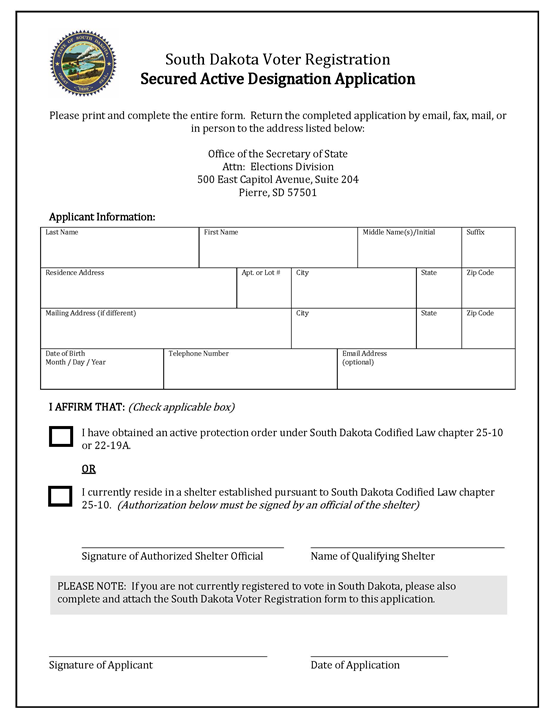 South Dakota Voter Registration
Secured Active Designation Application
Please print and complete the entire form. Return the completed application by email, fax, mail, or
in person to the address listed below:
Office of the Secretary of State
Attn: Elections Division
500 East Capitol Avenue, Suite 204
Pierre, SD 57501
Applicant Information:
Last Name First Name Middle Name(s)/Initial Suffix
Residence Address Apt. or Lot # City State Zip Code
Mailing Address (if different) City State Zip Code
Date of Birth Telephone Number Email Address
Month / Day / Year (optional)
I AFFIRM THAT: (Check applicable box)
I have obtained an active protection order under South Dakota Codified Law chapter 25-10
or 22-19A.
OR
I currently reside in a shelter established pursuant to South Dakota Codified Law chapter
25-10. (Authorization below must be signed by an official of the shelter)
Signature of Authorized Shelter Official Name of Qualifying Shelter
PLEASE NOTE: If you are not currently registered to vote in South Dakota, please also
complete and attach the South Dakota Voter Registration form to this application.
Signature of Applicant Date of Application